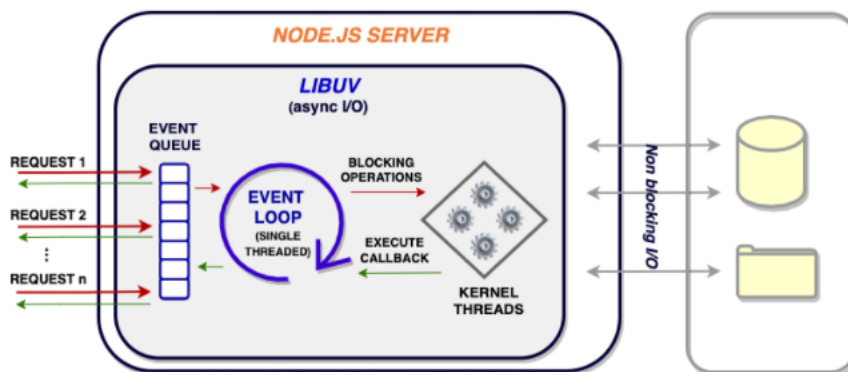 NODE.JS SERVER
LIBUV
(async I/O)
EVENT
QUEUE
REQUEST 1
REQUEST 2
...
REQUEST n
EVENT
LOOP
(SINGLE
THREADED)
BLOCKING
OPERATIONS
EXECUTE
CALLBACK
KERNEL
THREADS
Non blocking I/O